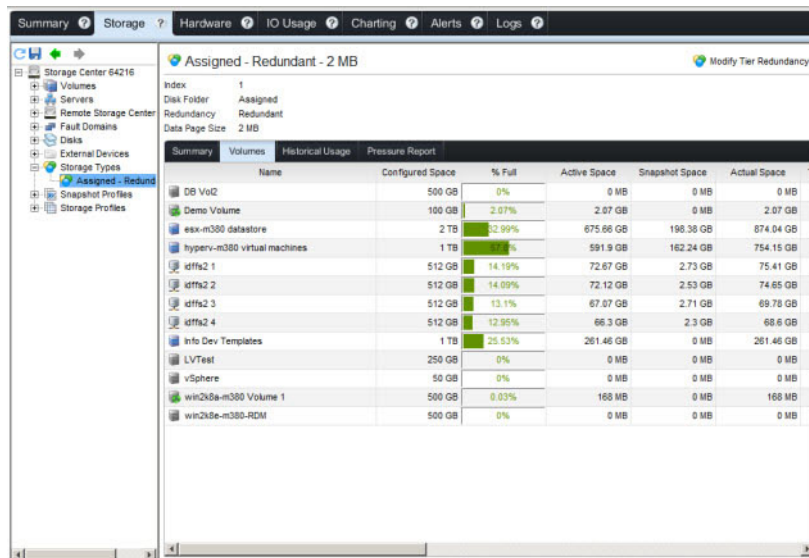 Summary ? Storage ? Hardware ? IO Usage ? Charting ? Alerts ? Logs ?
Storage Center 64216
Volumes
Servers
Remote Storage Center
Fault Domains
Disks
External Devices
Storage Types
Assigned - Redund
Snapshot Profiles
Storage Profiles
Assigned - Redundant - 2 MB
Modify Tier Redundancy
Index 1
Disk Folder Assigned
Redundancy Redundant
Data Page Size 2 MB
Summary Volumes Historical Usage Pressure Report
Name Configured Space % Full Active Space Snapshot Space Actual Space
DB Vol2 500 GB 0% 0 MB 0 MB 0 MB
Demo Volume 100 GB 2.07% 2.07 GB 0 MB 2.07 GB
esx-m380 datastore 2 TB 32.99% 675.66 GB 198.38 GB 874.04 GB
hyperv-m380 virtual machines 1 TB 591.9 GB 162.24 GB 754.15 GB
idffs2 1 512 GB 14.19% 72.67 GB 2.73 GB 75.41 GB
idffs2 2 512 GB 14.09% 72.12 GB 2.53 GB 74.65 GB
idffs2 3 512 GB 13.1% 67.07 GB 2.71 GB 69.78 GB
idffs2 4 512 GB 12.95% 66.3 GB 2.3 GB 68.6 GB
Info Dev Templates 1 TB 25.53% 261.46 GB 0 MB 261.46 GB
LVTest 250 GB 0% 0 MB 0 MB 0 MB
vSphere 50 GB 0% 0 MB 0 MB 0 MB
win2k8a-m380 Volume 1 500 GB 0.03% 168 MB 0 MB 168 MB
win2k8e-m380-RDM 500 GB 0% 0 MB 0 MB 0 MB